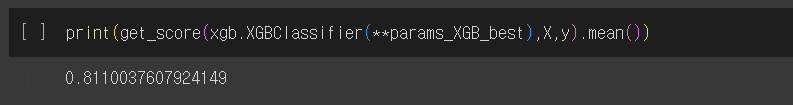 [ ] print(get_score(xgb.XGBClassifier(**params_XGB_best),X,y).mean())
0.8110037607924149